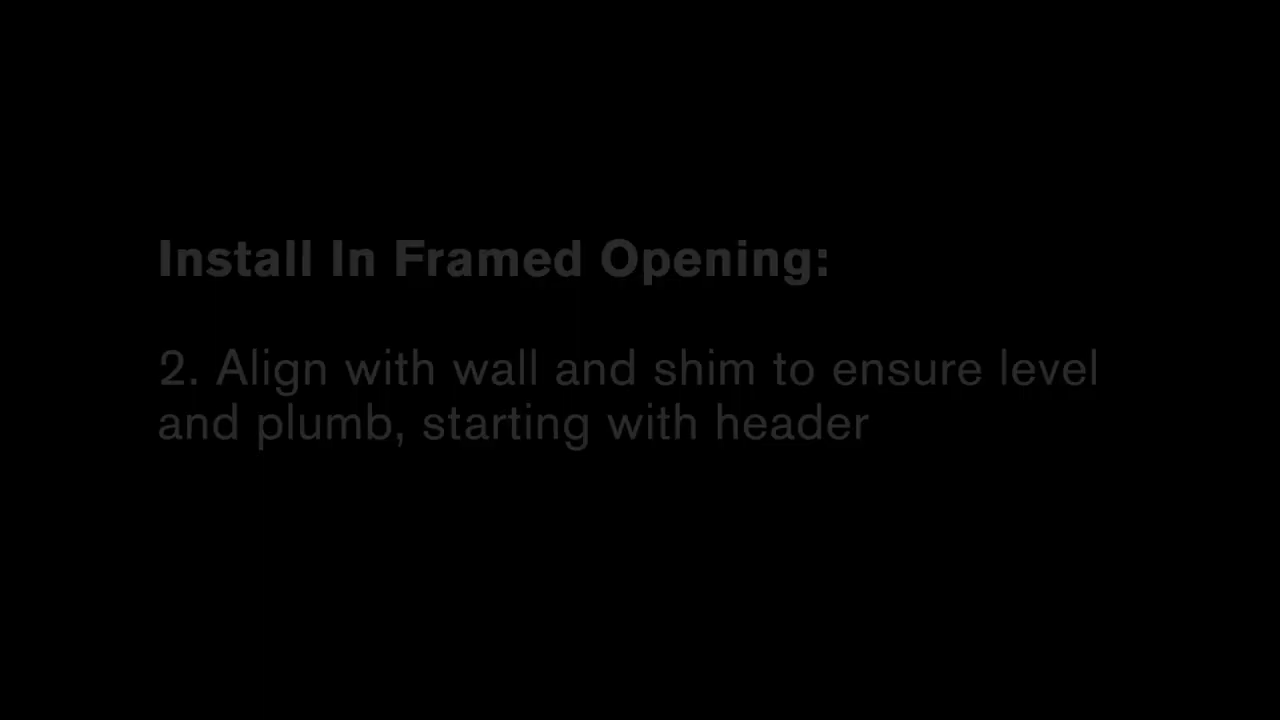 Install In Framed Opening:
2. Align with wall and shim to ensure level
and plumb, starting with header